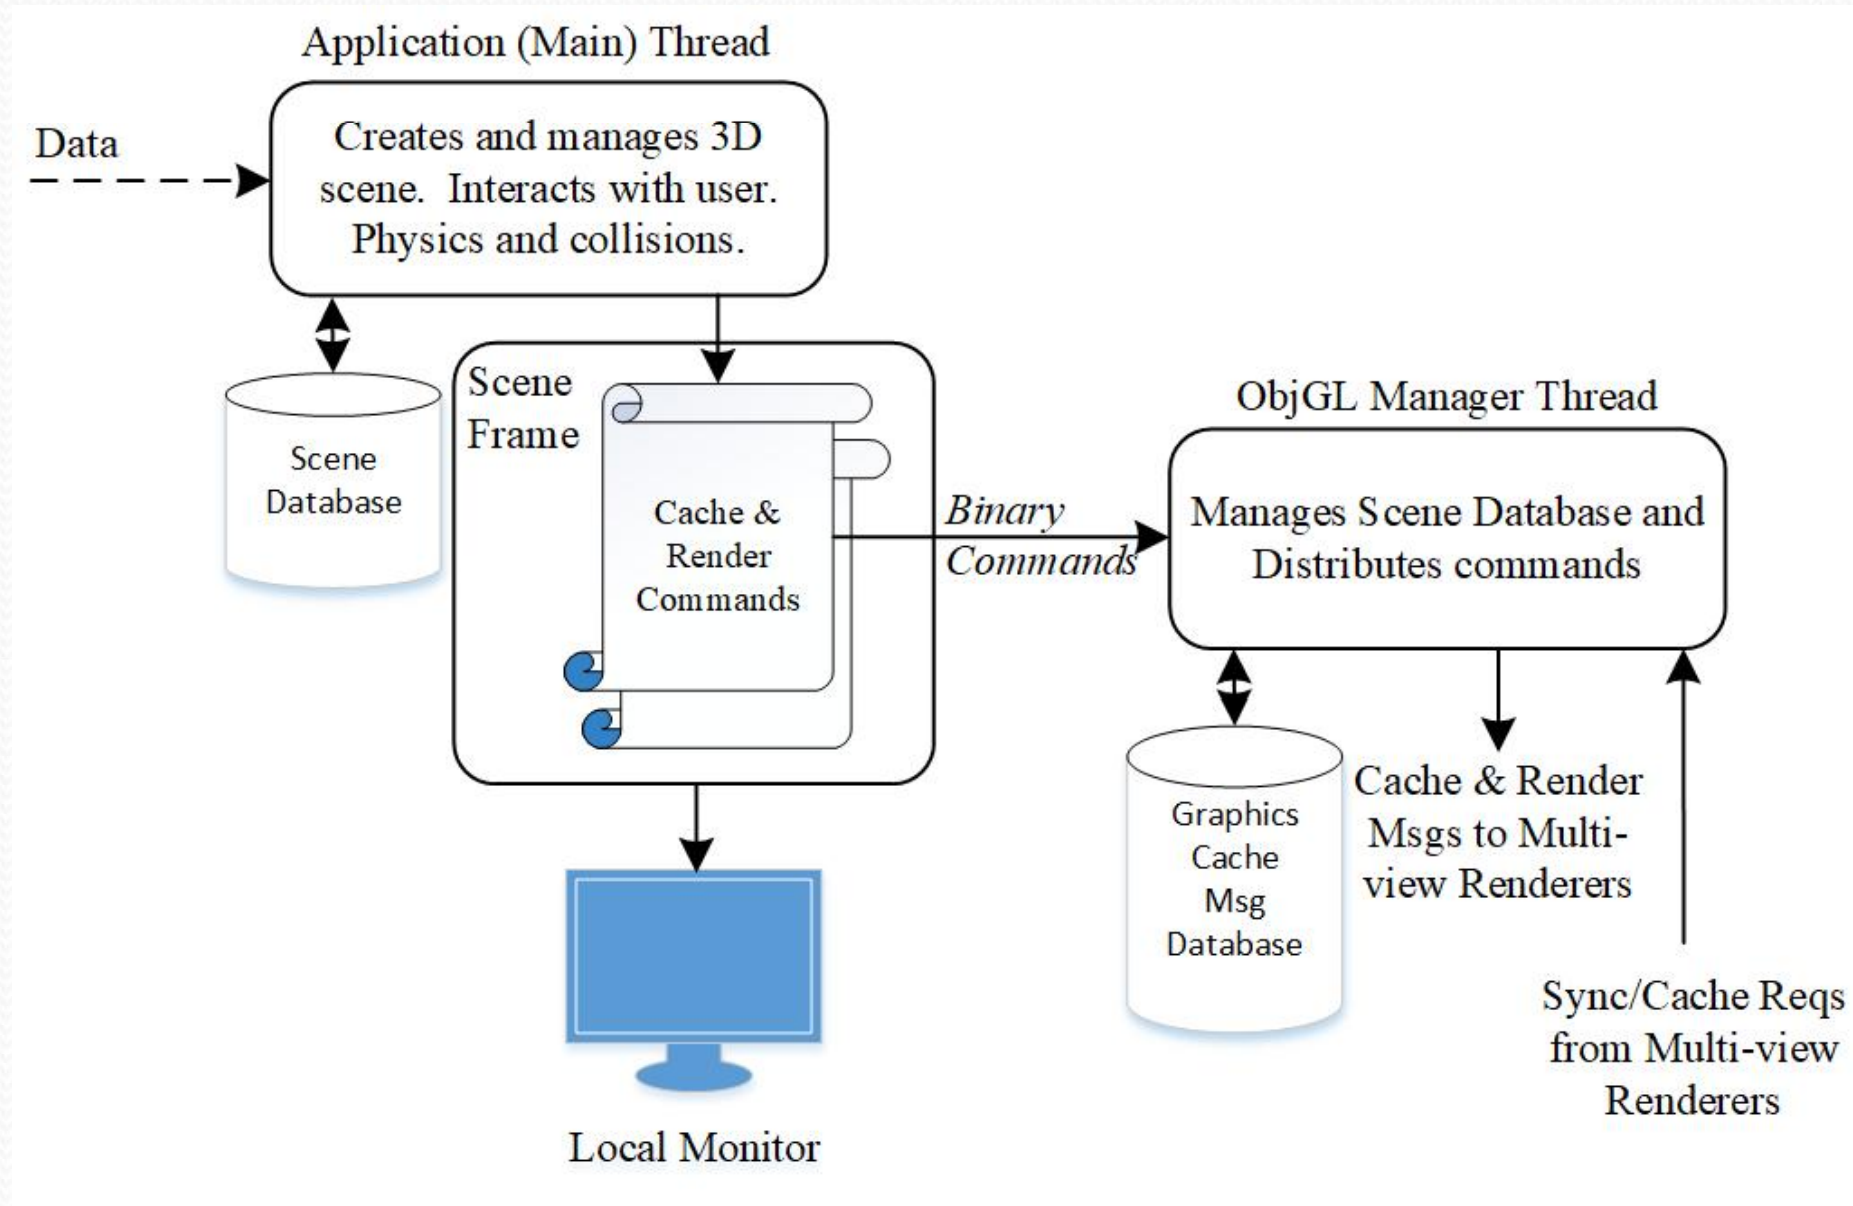 Application (Main) Thread
Data
Creates and manages 3D
scene.  Interacts with user.
Physics and collisions.
Scene
Database
Scene
Frame
Cache &
Render
Commands
Binary
Commands
ObjGL Manager Thread
Manages Scene Database and
Distributes commands
Graphics
Cache
Msg
Database
Cache & Render
Msgs to Multi-
view Renderers
Sync/Cache Reqs
from Multi-view
Renderers
Local Monitor